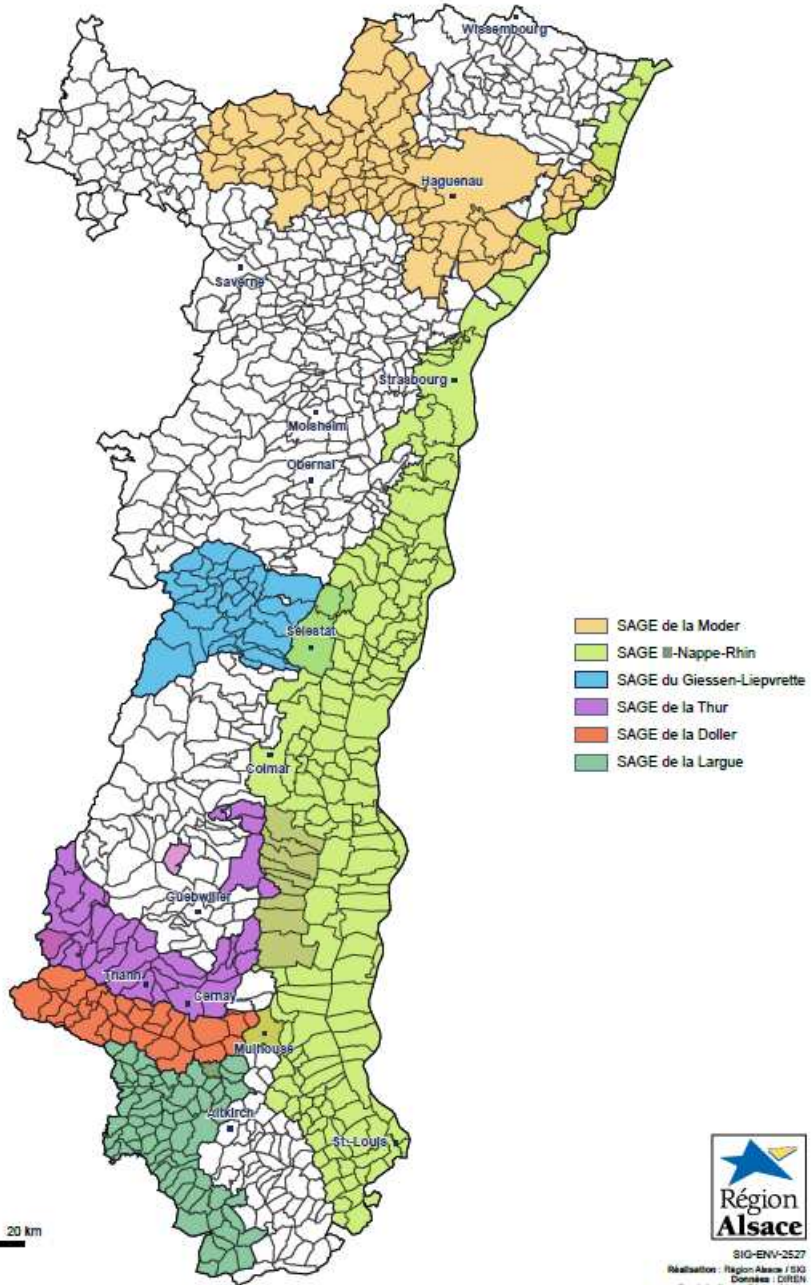 Wissembourg
Haguenau
Saverne
Strasbourg
Molsheim
Obernai
Sélestat
SAGE de la Moder
SAGE Ill-Nappe-Rhin
SAGE du Giessen-Liepvrette
SAGE de la Thur
SAGE de la Doller
SAGE de la Largue
Colmar
Guebwiller
Thann
Cernay
Mulhouse
Altkirch
St.-Louis
20 km
Région
Alsace
SIG-ENV-2527
Réalisation : Région Alsace / SIG
Données : DIREN